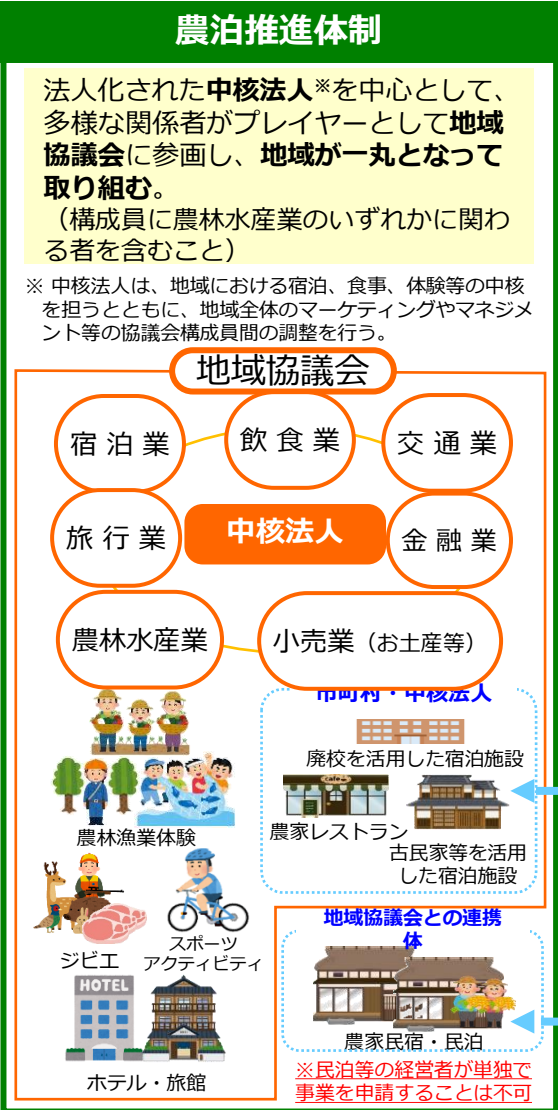 農泊推進体制
法人化された中核法人※を中心として、
多様な関係者がプレイヤーとして地域
協議会に参画し、地域が一丸となって
取り組む。
（構成員に農林水産業のいずれかに関わ
る者を含むこと）
※ 中核法人は、地域における宿泊、食事、体験等の中核
を担うとともに、地域全体のマーケティングやマネジメ
ント等の協議会構成員間の調整を行う。
地域協議会
宿泊業
飲食業
交通業
旅行業
中核法人
金融業
農林水産業
小売業（お土産等）
市町村・中核法人
廃校を活用した宿泊施設
農家レストラン
古民家等を活用
した宿泊施設
農林漁業体験
ジビエ
スポーツ
アクティビティ
HOTEL
ホテル・旅館
地域協議会との連携
体
農家民宿・民泊
※民泊等の経営者が単独で
事業を申請することは不可